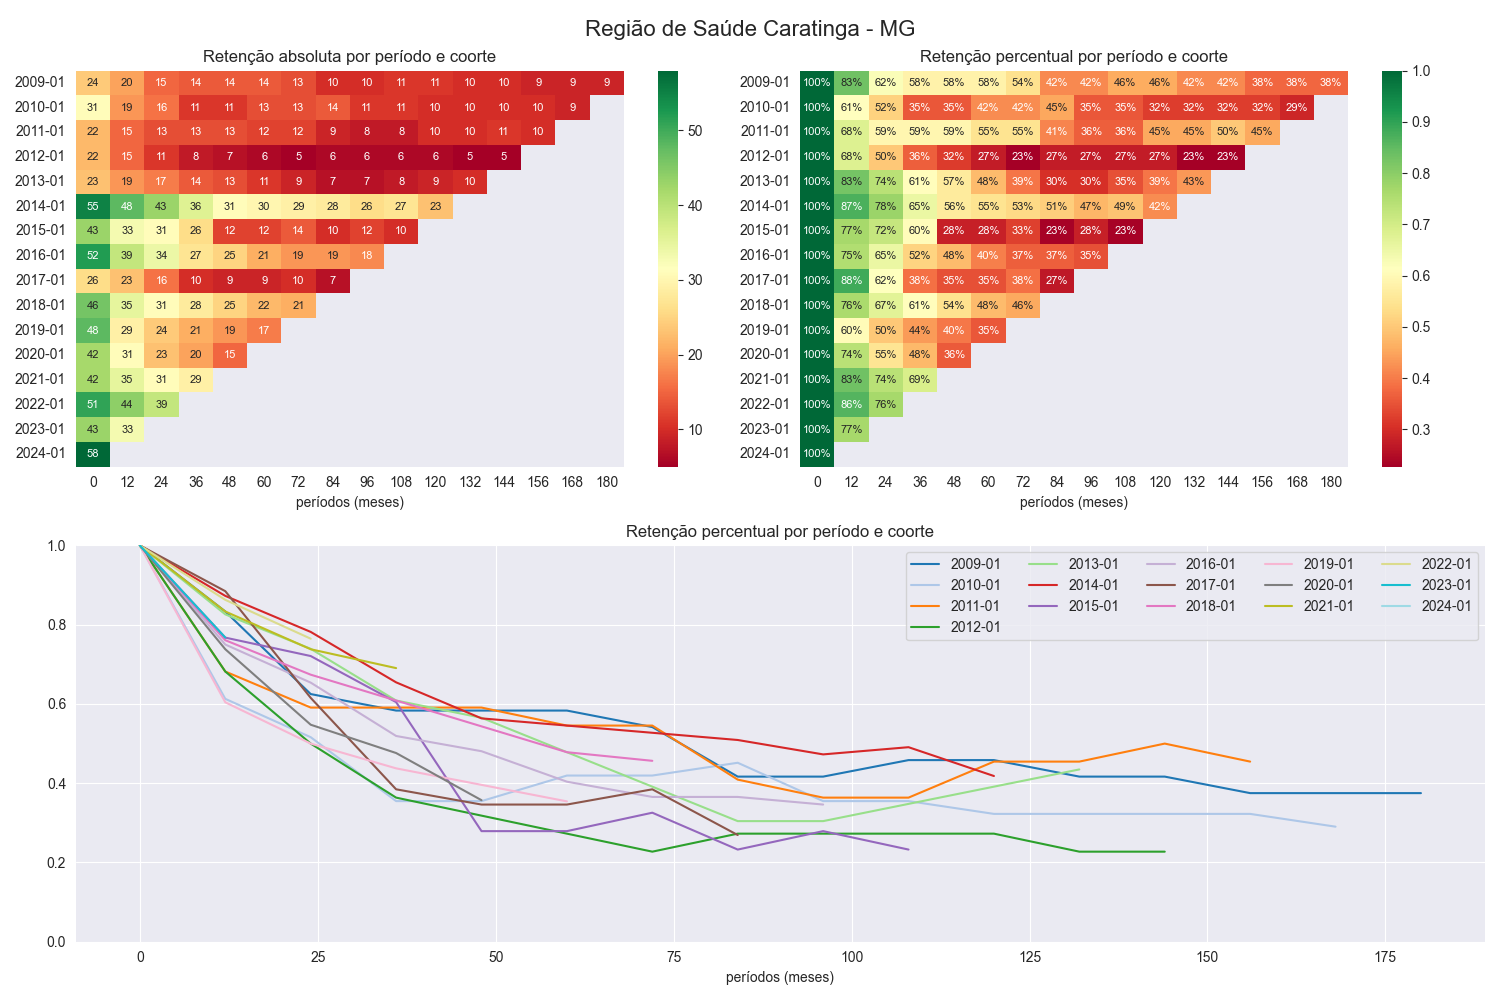 Região de Saúde Caratinga - MG
Retenção absoluta por período e coorte
2009-01 24 20 15 14 14 14 13 10 10 11 11 10 10 9 9 9
2010-01 31 19 16 11 11 13 13 14 11 11 10 10 10 10 9
2011-01 22 15 13 13 13 12 12 9 8 8 10 10 11 10
2012-01 22 15 11 8 7 6 5 6 6 6 6 5 5
2013-01 23 19 17 14 13 11 9 7 7 8 9 10
2014-01 55 48 43 36 31 30 29 28 26 27 23
2015-01 43 33 31 26 12 12 14 10 12 10
2016-01 52 39 34 27 25 21 19 19 18
2017-01 26 23 16 10 9 9 10 7
2018-01 46 35 31 28 25 22 21
2019-01 48 29 24 21 19 17
2020-01 42 31 23 20 15
2021-01 42 35 31 29
2022-01 51 44 39
2023-01 43 33
2024-01 58
0 12 24 36 48 60 72 84 96 108 120 132 144 156 168 180
períodos (meses)
50
40
30
20
10
Retenção percentual por período e coorte
2009-01 100% 83% 62% 58% 58% 58% 54% 42% 42% 46% 46% 42% 42% 38% 38% 38%
2010-01 100% 61% 52% 35% 35% 42% 42% 45% 35% 35% 32% 32% 32% 32% 29%
2011-01 100% 68% 59% 59% 59% 55% 55% 41% 36% 36% 45% 45% 50% 45%
2012-01 100% 68% 50% 36% 32% 27% 23% 27% 27% 27% 27% 23% 23%
2013-01 100% 83% 74% 61% 57% 48% 39% 30% 30% 35% 39% 43%
2014-01 100% 87% 78% 65% 56% 55% 53% 51% 47% 49% 42%
2015-01 100% 77% 72% 60% 28% 28% 33% 23% 28% 23%
2016-01 100% 75% 65% 52% 48% 40% 37% 37% 35%
2017-01 100% 88% 62% 38% 35% 35% 38% 27%
2018-01 100% 76% 67% 61% 54% 48% 46%
2019-01 100% 60% 50% 44% 40% 35%
2020-01 100% 74% 55% 48% 36%
2021-01 100% 83% 74% 69%
2022-01 100% 86% 76%
2023-01 100% 77%
2024-01 100%
0 12 24 36 48 60 72 84 96 108 120 132 144 156 168 180
períodos (meses)
1.0
0.9
0.8
0.7
0.6
0.5
0.4
0.3
Retenção percentual por período e coorte
1.0
0.8
0.6
0.4
0.2
0.0
2009-01 2013-01 2016-01 2019-01 2022-01
2010-01 2014-01 2017-01 2020-01 2023-01
2011-01 2015-01 2018-01 2021-01 2024-01
2012-01
0 25 50 75 100 125 150 175
períodos (meses)